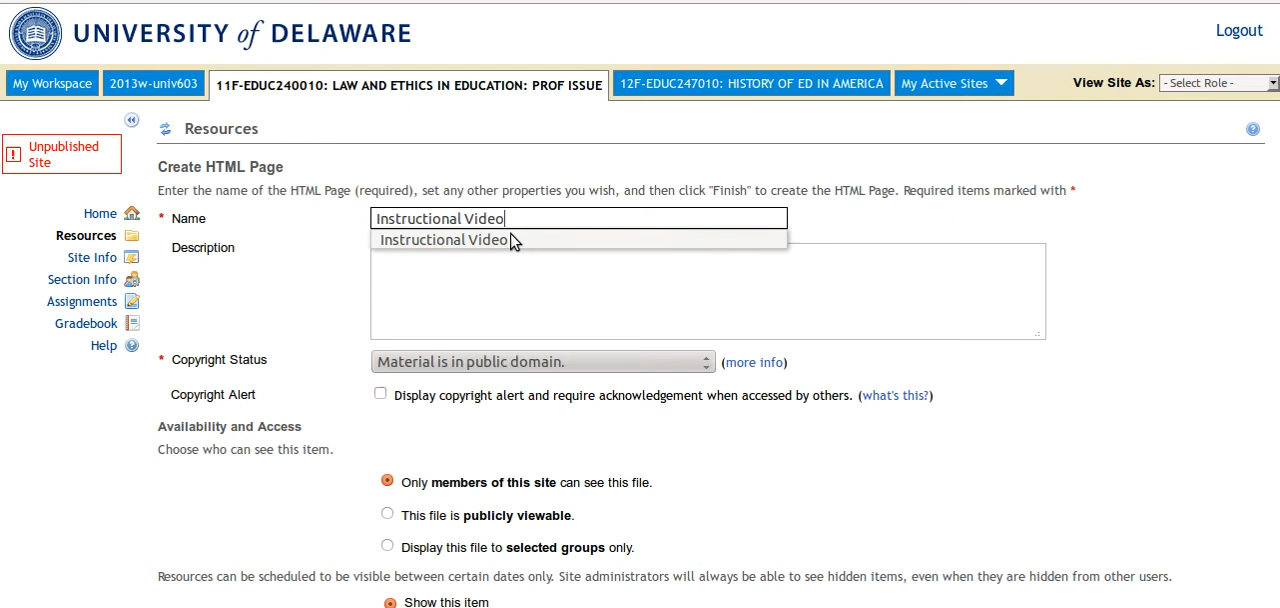 UNIVERSITY of DELAWARE
Logout
My Workspace 2013w-univ603 11F-EDUC240010: LAW AND ETHICS IN EDUCATION: PROF ISSUE 12F-EDUC247010: HISTORY OF ED IN AMERICA My Active Sites View Site As: - Select Role -
Resources
! Unpublished
Site
Home
Resources
Site Info
Section Info
Assignments
Gradebook
Help
Create HTML Page
Enter the name of the HTML Page (required), set any other properties you wish, and then click "Finish" to create the HTML Page. Required items marked with *
* Name Instructional Video
Instructional Video
Description
* Copyright Status Material is in public domain. (more info)
Copyright Alert Display copyright alert and require acknowledgement when accessed by others. (what's this?)
Availability and Access
Choose who can see this item.
Only members of this site can see this file.
This file is publicly viewable.
Display this file to selected groups only.
Resources can be scheduled to be visible between certain dates only. Site administrators will always be able to see hidden items, even when they are hidden from other users.
Show this item